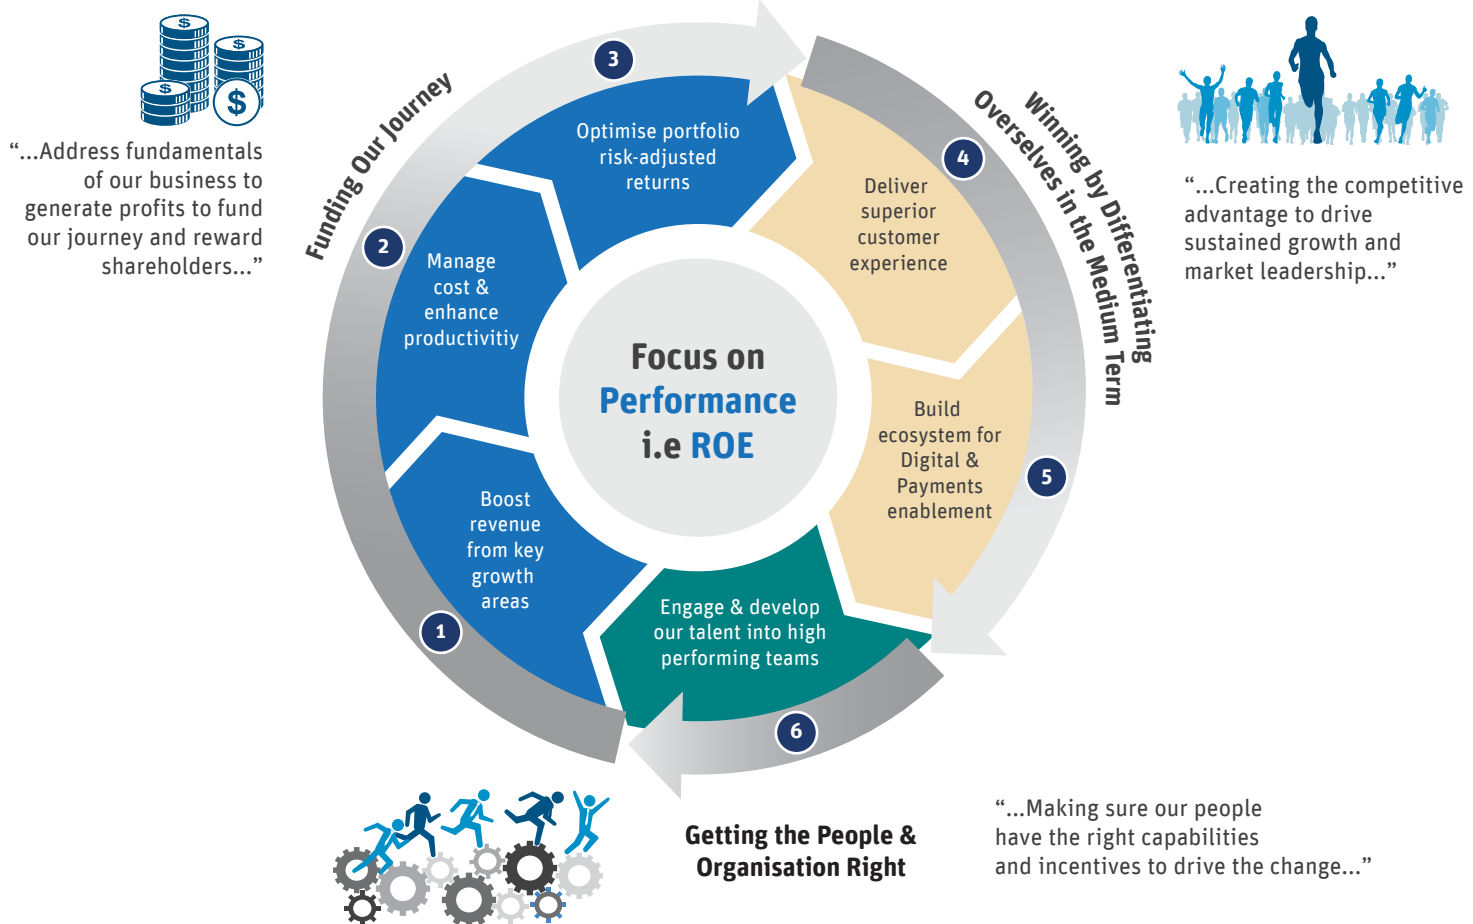 $
$
$
$
“...Address fundamentals
of our business to
generate profits to fund
our journey and reward
shareholders...”
Funding Our Journey
1
Boost
revenue
from key
growth
areas
2
Manage
cost &
enhance
productivitiy
3
Optimise portfolio
risk-adjusted
returns
Winning by Differentiating
Overselves in the Medium Term
“...Creating the competitive
advantage to drive
sustained growth and
market leadership...”
4
Deliver
superior
customer
experience
5
Build
ecosystem for
Digital &
Payments
enablement
6
Engage & develop
our talent into high
performing teams
Focus on
Performance
i.e ROE
Getting the People &
Organisation Right
“...Making sure our people
have the right capabilities
and incentives to drive the change...”